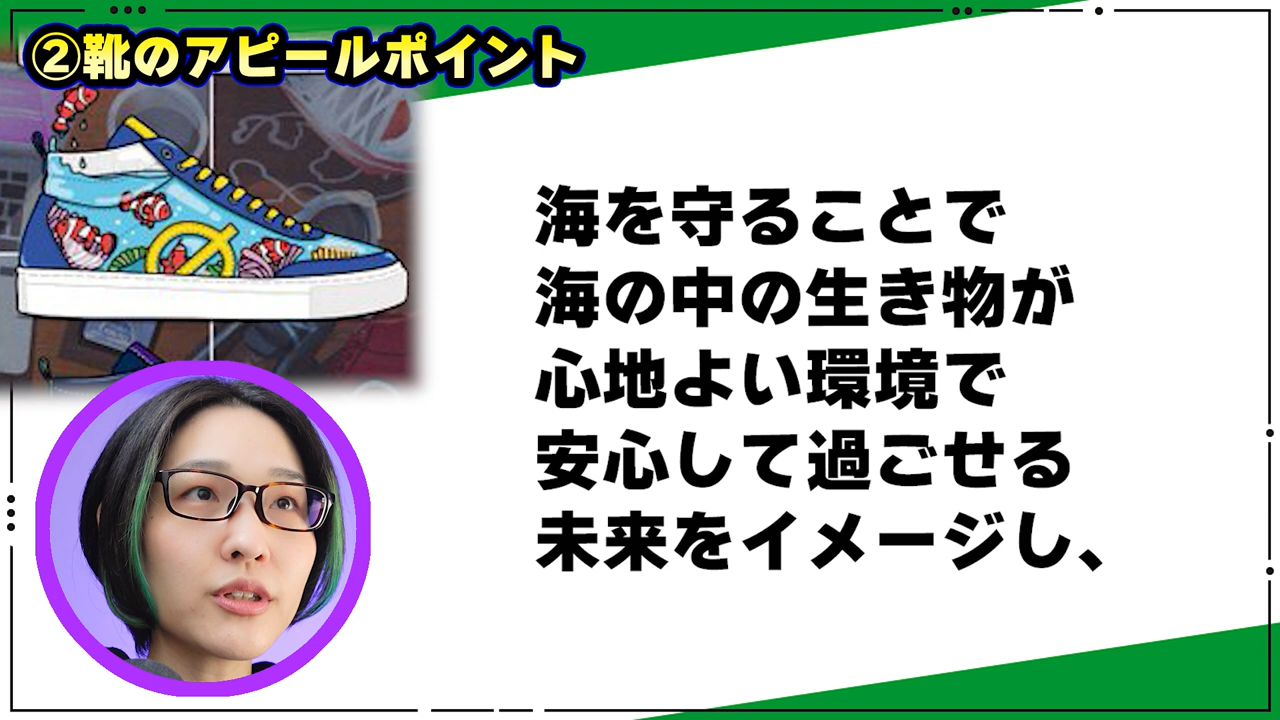 ②靴のアピールポイント
海を守ることで
海の中の生き物が
心地よい環境で
安心して過ごせる
未来をイメージし、